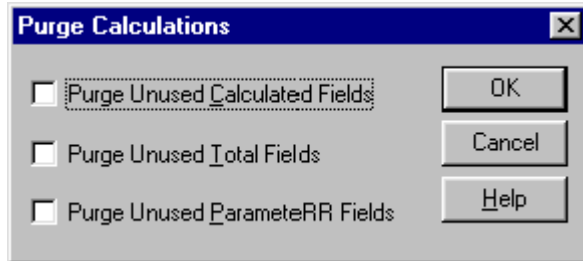 Purge Calculations
Purge Unused Calculated Fields
OK
Purge Unused Total Fields
Cancel
Purge Unused ParameteRR Fields
Help